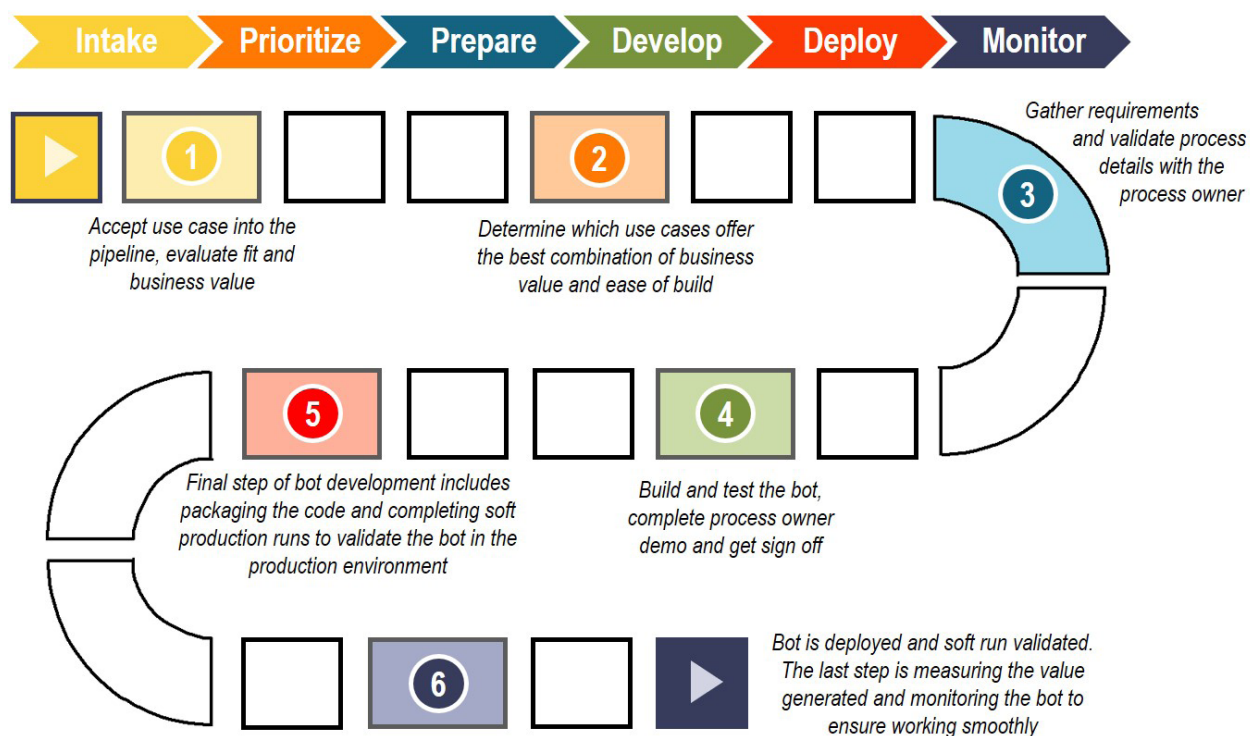 Intake Prioritize Prepare Develop Deploy Monitor
1
2
3
Gather requirements
and validate process
details with the
process owner
Accept use case into the
pipeline, evaluate fit and
business value
Determine which use cases offer
the best combination of business
value and ease of build
5
4
Final step of bot development includes
packaging the code and completing soft
production runs to validate the bot in the
production environment
Build and test the bot,
complete process owner
demo and get sign off
6
Bot is deployed and soft run validated.
The last step is measuring the value
generated and monitoring the bot to
ensure working smoothly